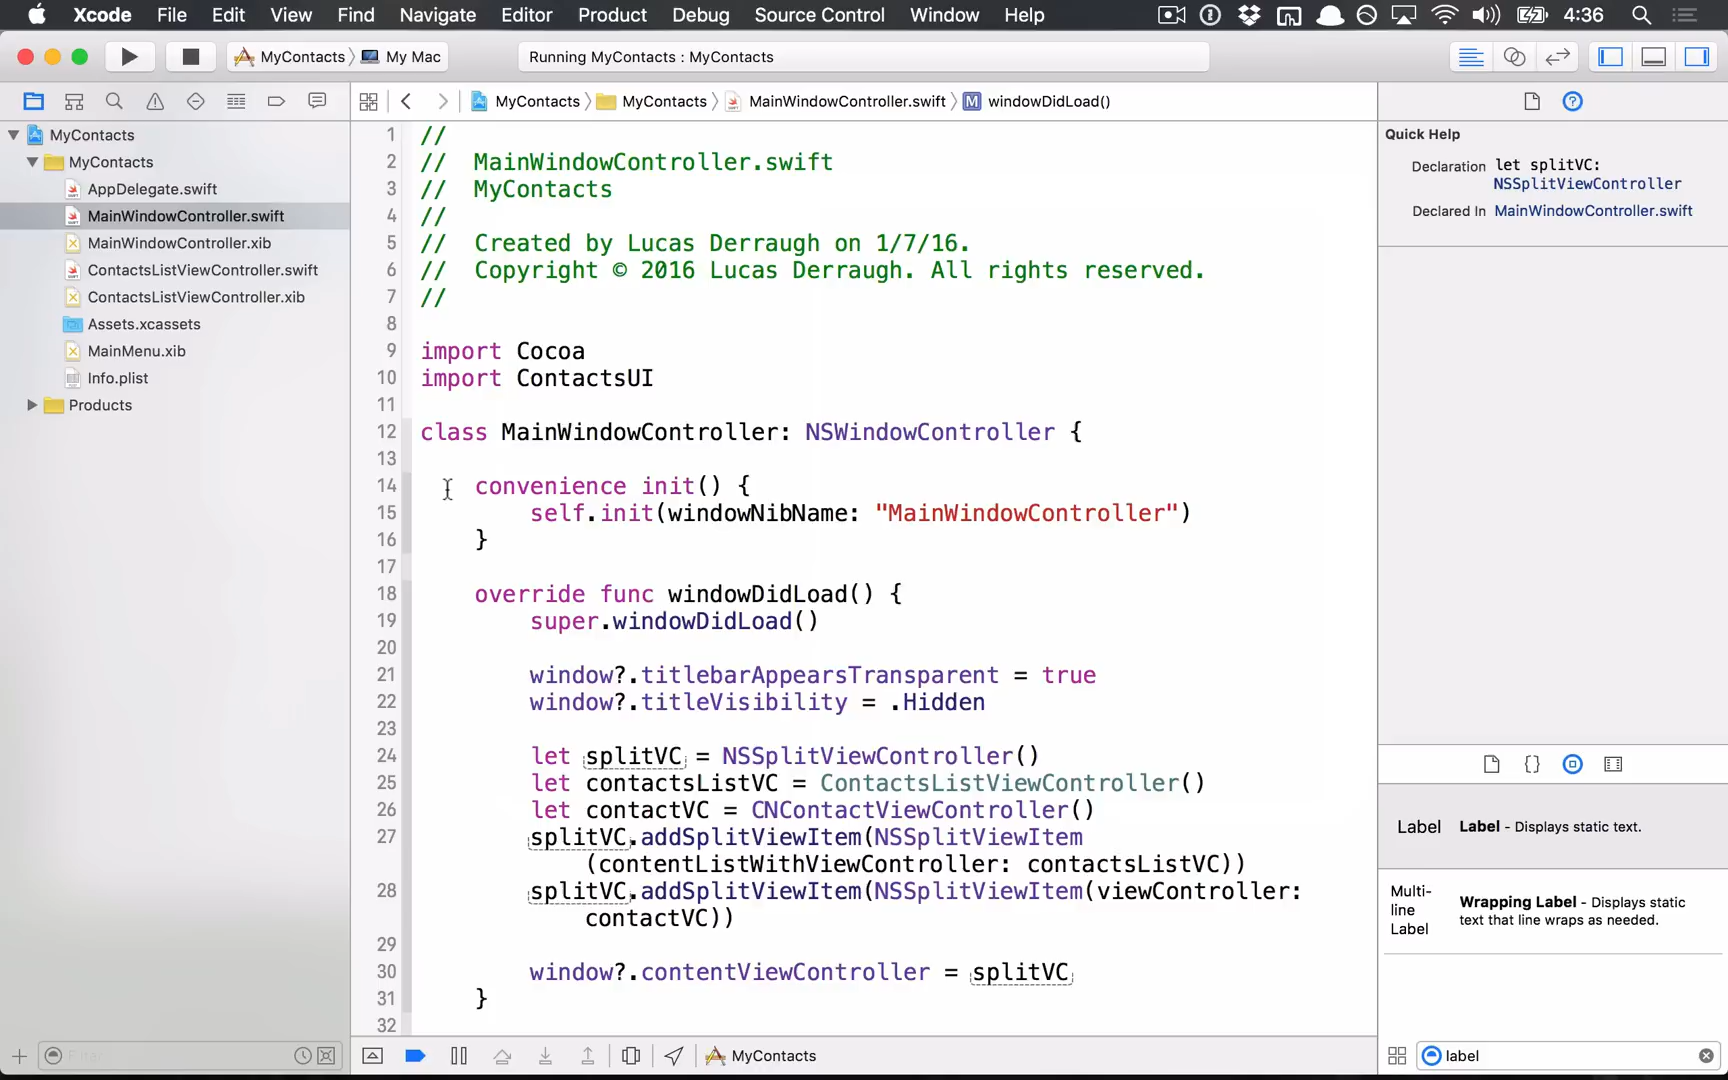 Xcode File Edit View Find Navigate Editor Product Debug Source Control Window Help 4:36
MyContacts My Mac Running MyContacts : MyContacts
MyContacts MyContacts MainWindowController.swift M windowDidLoad()
MyContacts
MyContacts
AppDelegate.swift
MainWindowController.swift
MainWindowController.xib
ContactsListViewController.swift
ContactsListViewController.xib
Assets.xcassets
MainMenu.xib
Info.plist
Products
1 //
2 // MainWindowController.swift
3 // MyContacts
4 //
5 // Created by Lucas Derraugh on 1/7/16.
6 // Copyright © 2016 Lucas Derraugh. All rights reserved.
7 //
8
9 import Cocoa
10 import ContactsUI
11
12 class MainWindowController: NSWindowController {
13
14 convenience init() {
15 self.init(windowNibName: "MainWindowController")
16 }
17
18 override func windowDidLoad() {
19 super.windowDidLoad()
20
21 window?.titlebarAppearsTransparent = true
22 window?.titleVisibility = .Hidden
23
24 let splitVC = NSSplitViewController()
25 let contactsListVC = ContactsListViewController()
26 let contactVC = CNContactViewController()
27 splitVC.addSplitViewItem(NSSplitViewItem
(contentListWithViewController: contactsListVC))
28 splitVC.addSplitViewItem(NSSplitViewItem(viewController:
contactVC))
29
30 window?.contentViewController = splitVC
31 }
32
Quick Help
Declaration let splitVC:
NSSplitViewController
Declared In MainWindowController.swift
Label Label - Displays static text.
Multi-
line
Label
Wrapping Label - Displays static
text that line wraps as needed.
Filter
MyContacts
label